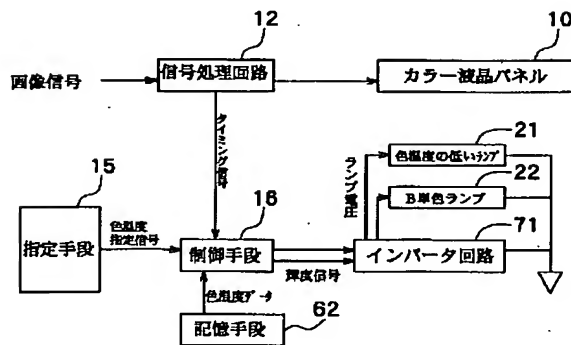 12
10
画像信号
信号処理回路
カラー液晶パネル
タイミング信号
ランプ電圧
21
色温度の低いランプ
22
B単色ランプ
15
指定手段
色温度
指定信号
16
制御手段
輝度信号
71
インバータ回路
色温度データ
記憶手段
62